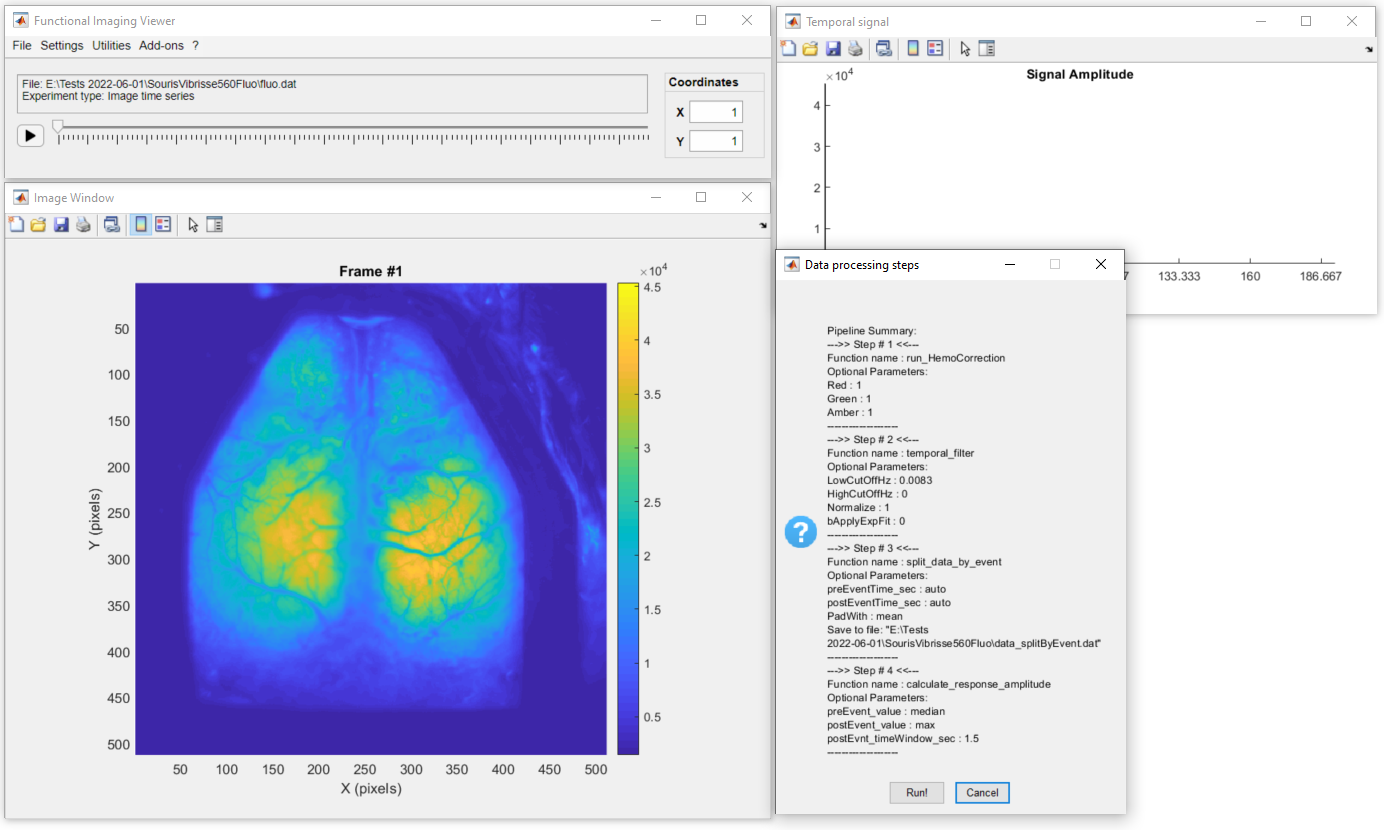 Functional Imaging Viewer
File Settings Utilities Add-ons ?
File: E:\Tests 2022-06-01\SourisVibrisse560Fluo\fluo.dat
Experiment type: Image time series
Coordinates
X 1
Y 1
Temporal signal
×10^4
Signal Amplitude
4
3
2
1
7 133.333 160 186.667
Image Window
Frame #1
×10^4
50
100
150
200
250
300
350
400
450
500
Y (pixels)
50 100 150 200 250 300 350 400 450 500
X (pixels)
4.5
4
3.5
3
2.5
2
1.5
1
0.5
Data processing steps
Pipeline Summary:
--->> Step # 1 <<---
Function name : run_HemoCorrection
Optional Parameters:
Red : 1
Green : 1
Amber : 1
--------------------
--->> Step # 2 <<---
Function name : temporal_filter
Optional Parameters:
LowCutOffHz : 0.0083
HighCutOffHz : 0
Normalize : 1
bApplyExpFit : 0
--------------------
--->> Step # 3 <<---
Function name : split_data_by_event
Optional Parameters:
preEventTime_sec : auto
postEventTime_sec : auto
PadWith : mean
Save to file: "E:\Tests
2022-06-01\SourisVibrisse560Fluo\data_splitByEvent.dat"
--------------------
--->> Step # 4 <<---
Function name : calculate_response_amplitude
Optional Parameters:
preEvent_value : median
postEvent_value : max
postEvnt_timeWindow_sec : 1.5
--------------------
?
Run! Cancel